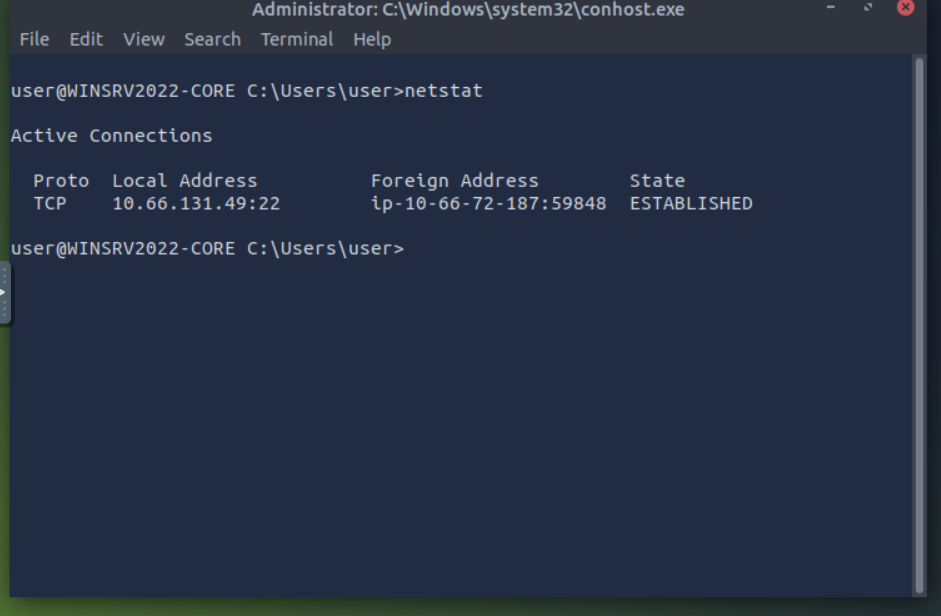 Administrator: C:\Windows\system32\conhost.exe
File Edit View Search Terminal Help
user@WINSRV2022-CORE C:\Users\user>netstat
Active Connections
Proto Local Address Foreign Address State
TCP 10.66.131.49:22 ip-10-66-72-187:59848 ESTABLISHED
user@WINSRV2022-CORE C:\Users\user>